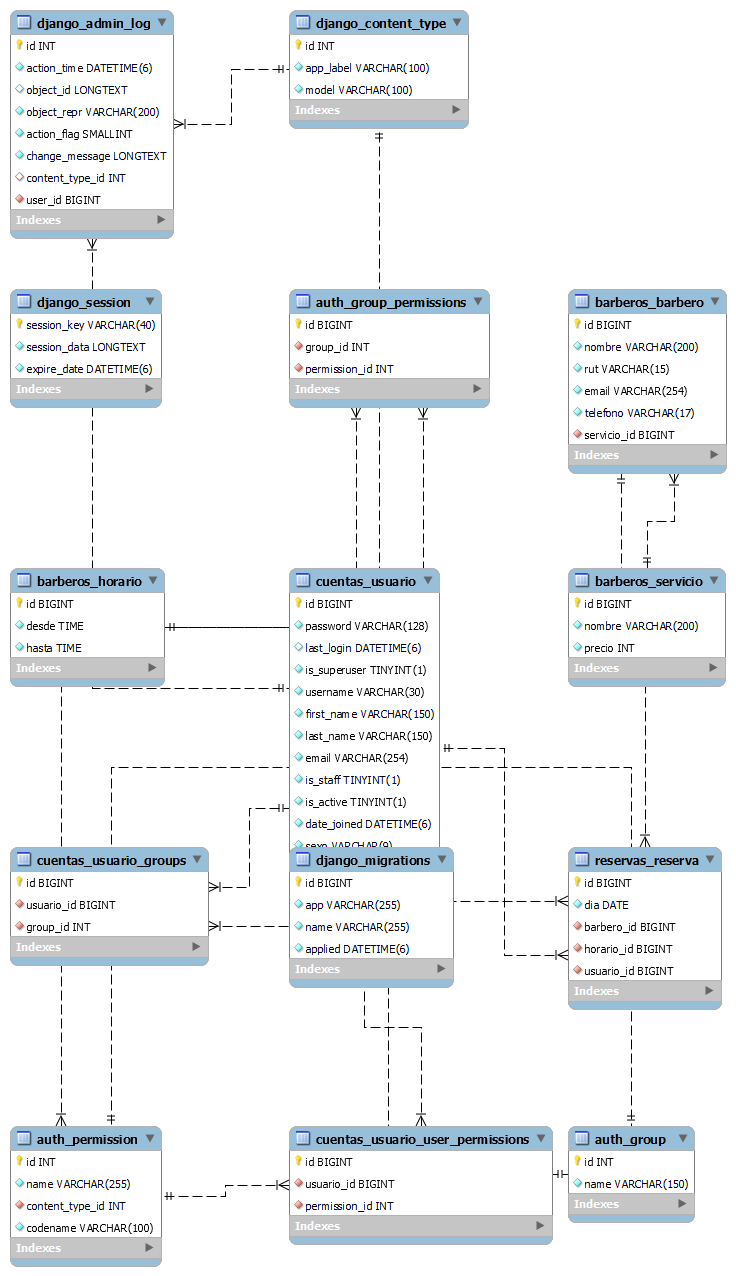 django_admin_log
id INT
action_time DATETIME(6)
object_id LONGTEXT
object_repr VARCHAR(200)
action_flag SMALLINT
change_message LONGTEXT
content_type_id INT
user_id BIGINT
Indexes
django_content_type
id INT
app_label VARCHAR(100)
model VARCHAR(100)
Indexes
django_session
session_key VARCHAR(40)
session_data LONGTEXT
expire_date DATETIME(6)
Indexes
auth_group_permissions
id BIGINT
group_id INT
permission_id INT
Indexes
barberos_barbero
id BIGINT
nombre VARCHAR(200)
rut VARCHAR(15)
email VARCHAR(254)
telefono VARCHAR(17)
servicio_id BIGINT
Indexes
barberos_horario
id BIGINT
desde TIME
hasta TIME
Indexes
cuentas_usuario
id BIGINT
password VARCHAR(128)
last_login DATETIME(6)
is_superuser TINYINT(1)
username VARCHAR(30)
first_name VARCHAR(150)
last_name VARCHAR(150)
email VARCHAR(254)
is_staff TINYINT(1)
is_active TINYINT(1)
date_joined DATETIME(6)
sexo VARCHAR(9)
barberos_servicio
id BIGINT
nombre VARCHAR(200)
precio INT
Indexes
cuentas_usuario_groups
id BIGINT
usuario_id BIGINT
group_id INT
Indexes
django_migrations
id BIGINT
app VARCHAR(255)
name VARCHAR(255)
applied DATETIME(6)
Indexes
reservas_reserva
id BIGINT
dia DATE
barbero_id BIGINT
horario_id BIGINT
usuario_id BIGINT
Indexes
auth_permission
id INT
name VARCHAR(255)
content_type_id INT
codename VARCHAR(100)
Indexes
cuentas_usuario_user_permissions
id BIGINT
usuario_id BIGINT
permission_id INT
Indexes
auth_group
id INT
name VARCHAR(150)
Indexes